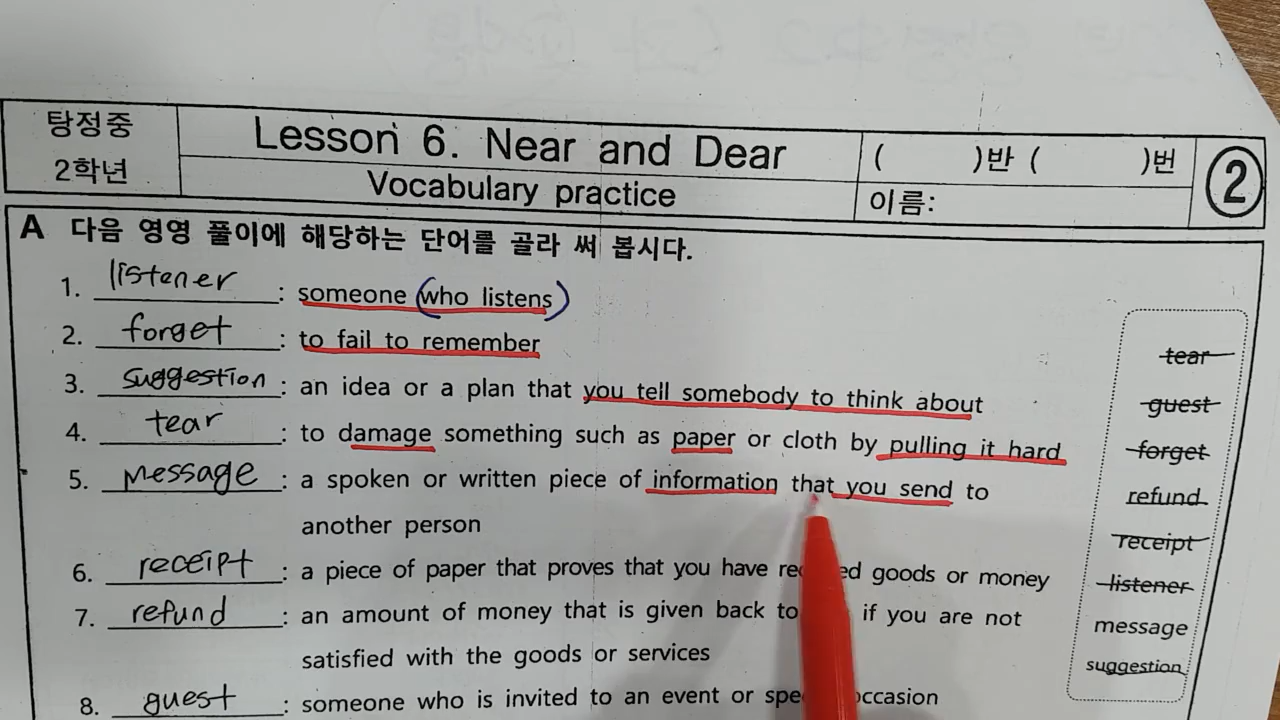 탕정중
2학년
Lesson 6. Near and Dear
Vocabulary practice
( )반 ( )번
이름:
②
A 다음 영영 풀이에 해당하는 단어를 골라 써 봅시다.
1. listener : someone (who listens)
2. forget : to fail to remember
3. suggestion : an idea or a plan that you tell somebody to think about
4. tear : to damage something such as paper or cloth by pulling it hard
5. message : a spoken or written piece of information that you send to
another person
6. receipt : a piece of paper that proves that you have goods or money
7. refund : an amount of money that is given back to if you are not
satisfied with the goods or services
8. guest : someone who is invited to an event or occasion
tear
guest
forget
refund
receipt
listener
message
suggestion